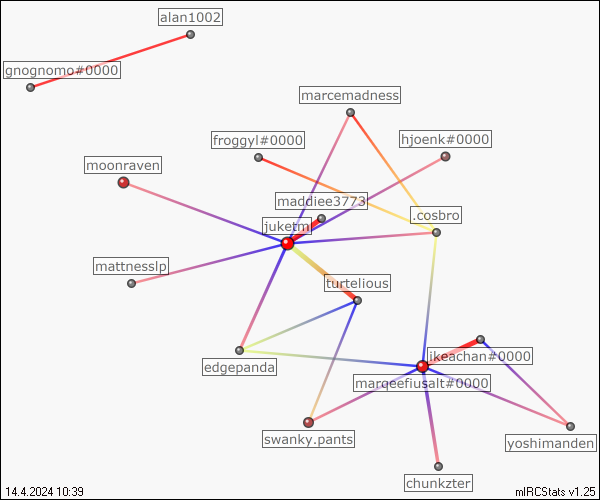 alan1002
gnognomo#0000
marcemadness
froggyl#0000
hjoenk#0000
moonraven
maddiee3773
.cosbro
juketm
mattnesslp
turtelious
ikeachan#0000
edgepanda
marqeefiusalt#0000
swanky.pants
yoshimanden
chunkzter
14.4.2024 10:39
mIRCStats v1.25